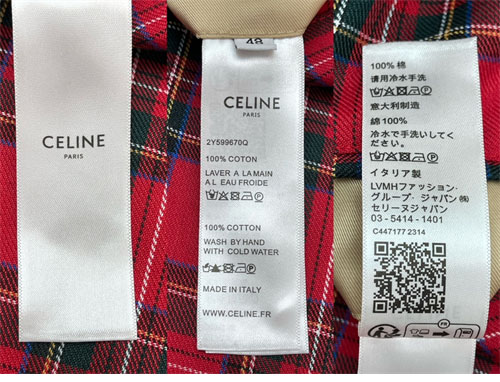 CELINE
PARIS
48
CELINE
PARIS
2Y599670Q
100% COTTON
LAVER A LA MAIN
A L EAU FROIDE
100% COTTON
WASH BY HAND
WITH COLD WATER
MADE IN ITALY
WWW.CELINE.FR
100% 棉
请用冷水手洗
意大利制造
綿 100%
冷水で手洗いしてく
ださい。
イタリア製
LVMHファッション・
グループ・ジャパン㈱
セリーヌジャパン
03 - 5414 - 1401
C447177 2314
FR